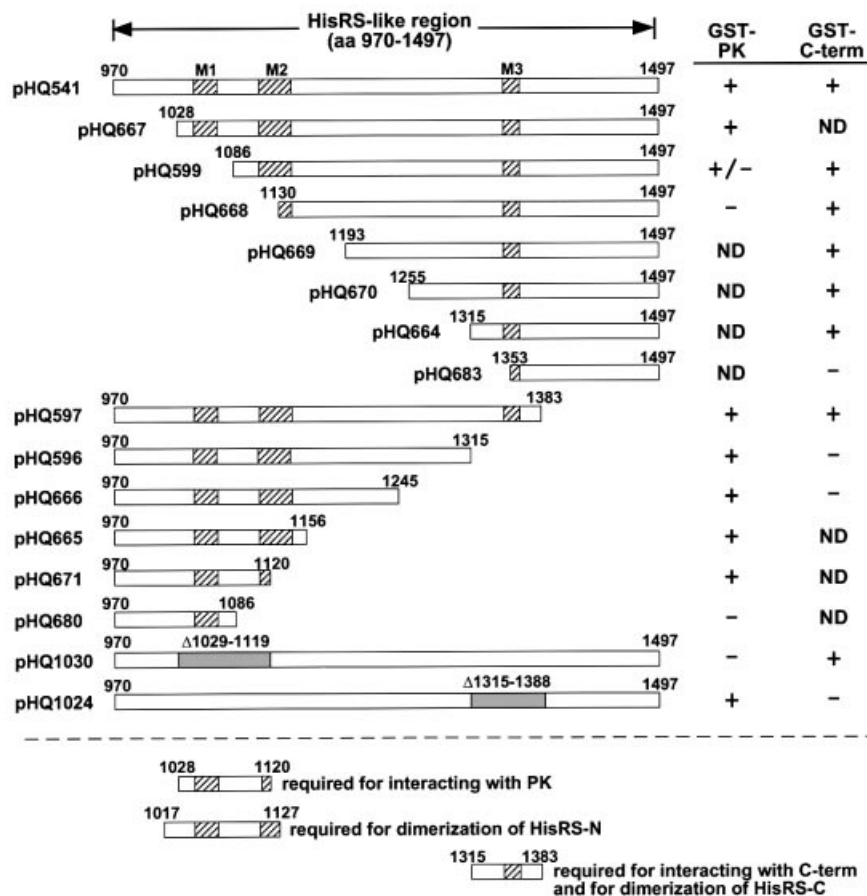 HisRS-like region
(aa 970-1497)
GST-PK GST-C-term
970 M1 M2 M3 1497
pHQ541 + +
1028 1497
pHQ667 + ND
1086 1497
pHQ599 +/- +
1130 1497
pHQ668 - +
1193 1497
pHQ669 ND +
1255 1497
pHQ670 ND +
1315 1497
pHQ664 ND +
1353 1497
pHQ683 ND -
970 1383
pHQ597 + +
970 1315
pHQ596 + -
970 1245
pHQ666 + -
970 1156
pHQ665 + ND
970 1120
pHQ671 + ND
970 1086
pHQ680 - ND
970 Δ1029-1119 1497
pHQ1030 - +
970 Δ1315-1388 1497
pHQ1024 + -
1028 1120
required for interacting with PK
1017 1127
required for dimerization of HisRS-N
1315 1383
required for interacting with C-term
and for dimerization of HisRS-C